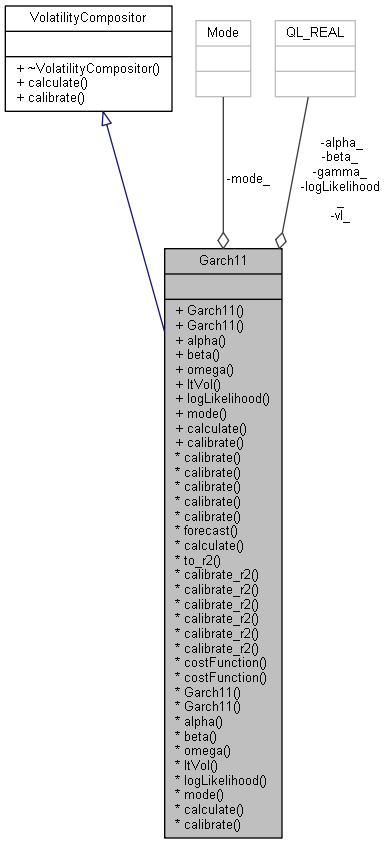 VolatilityCompositor
+ ~VolatilityCompositor()
+ calculate()
+ calibrate()
Mode
QL_REAL
-mode_
-alpha_
-beta_
-gamma_
-logLikelihood
_
-vl_
Garch11
+ Garch11()
+ Garch11()
+ alpha()
+ beta()
+ omega()
+ ltVol()
+ logLikelihood()
+ mode()
+ calculate()
+ calibrate()
* calibrate()
* calibrate()
* calibrate()
* calibrate()
* calibrate()
* forecast()
* calculate()
* to_r2()
* calibrate_r2()
* calibrate_r2()
* calibrate_r2()
* calibrate_r2()
* calibrate_r2()
* calibrate_r2()
* costFunction()
* costFunction()
* Garch11()
* Garch11()
* alpha()
* beta()
* omega()
* ltVol()
* logLikelihood()
* mode()
* calculate()
* calibrate()